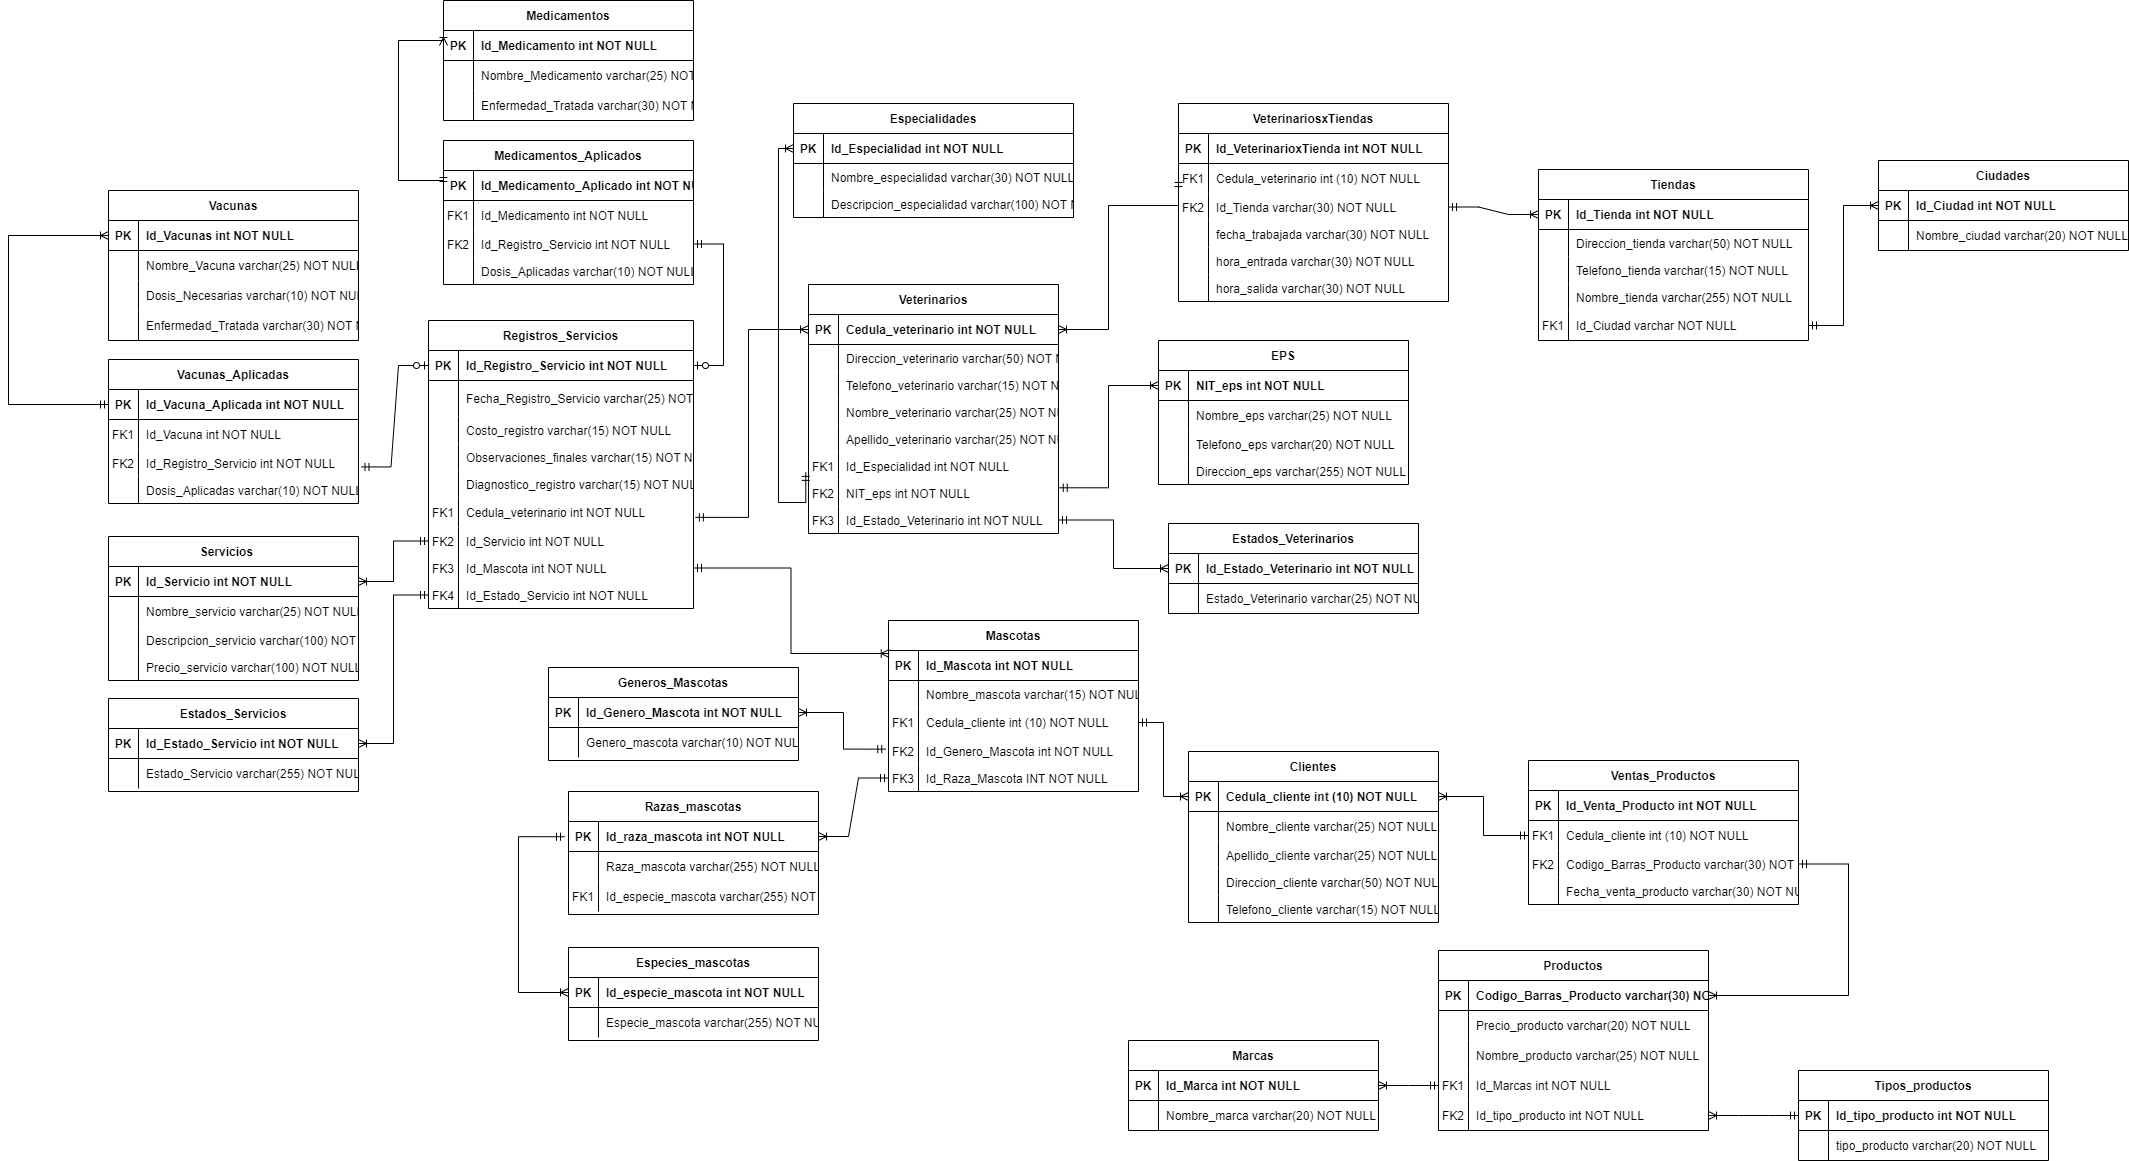 Medicamentos
PK Id_Medicamento int NOT NULL
Nombre_Medicamento varchar(25) NOT
Enfermedad_Tratada varchar(30) NOT
Medicamentos_Aplicados
PK Id_Medicamento_Aplicado int NOT NU
FK1 Id_Medicamento int NOT NULL
FK2 Id_Registro_Servicio int NOT NULL
Dosis_Aplicadas varchar(10) NOT NULL
Vacunas
PK Id_Vacunas int NOT NULL
Nombre_Vacuna varchar(25) NOT NULL
Dosis_Necesarias varchar(10) NOT NUL
Enfermedad_Tratada varchar(30) NOT
Vacunas_Aplicadas
PK Id_Vacuna_Aplicada int NOT NULL
FK1 Id_Vacuna int NOT NULL
FK2 Id_Registro_Servicio int NOT NULL
Dosis_Aplicadas varchar(10) NOT NULL
Servicios
PK Id_Servicio int NOT NULL
Nombre_servicio varchar(25) NOT NULL
Descripcion_servicio varchar(100) NOT
Precio_servicio varchar(100) NOT NULL
Estados_Servicios
PK Id_Estado_Servicio int NOT NULL
Estado_Servicio varchar(255) NOT NUL
Registros_Servicios
PK Id_Registro_Servicio int NOT NULL
Fecha_Registro_Servicio varchar(25) NOT
Costo_registro varchar(15) NOT NULL
Observaciones_finales varchar(15) NOT N
Diagnostico_registro varchar(15) NOT NUL
FK1 Cedula_veterinario int NOT NULL
FK2 Id_Servicio int NOT NULL
FK3 Id_Mascota int NOT NULL
FK4 Id_Estado_Servicio int NOT NULL
Especialidades
PK Id_Especialidad int NOT NULL
Nombre_especialidad varchar(30) NOT NULL
Descripcion_especialidad varchar(100) NOT
Veterinarios
PK Cedula_veterinario int NOT NULL
Direccion_veterinario varchar(50) NOT
Telefono_veterinario varchar(15) NOT N
Nombre_veterinario varchar(25) NOT NU
Apellido_veterinario varchar(25) NOT NU
FK1 Id_Especialidad int NOT NULL
FK2 NIT_eps int NOT NULL
FK3 Id_Estado_Veterinario int NOT NULL
VeterinariosxTiendas
PK Id_VeterinarioxTienda int NOT NULL
FK1 Cedula_veterinario int (10) NOT NULL
FK2 Id_Tienda varchar(30) NOT NULL
fecha_trabajada varchar(30) NOT NULL
hora_entrada varchar(30) NOT NULL
hora_salida varchar(30) NOT NULL
Tiendas
PK Id_Tienda int NOT NULL
Direccion_tienda varchar(50) NOT NULL
Telefono_tienda varchar(15) NOT NULL
Nombre_tienda varchar(255) NOT NULL
FK1 Id_Ciudad varchar NOT NULL
Ciudades
PK Id_Ciudad int NOT NULL
Nombre_ciudad varchar(20) NOT NULL
EPS
PK NIT_eps int NOT NULL
Nombre_eps varchar(25) NOT NULL
Telefono_eps varchar(20) NOT NULL
Direccion_eps varchar(255) NOT NULL
Estados_Veterinarios
PK Id_Estado_Veterinario int NOT NULL
Estado_Veterinario varchar(25) NOT NU
Mascotas
PK Id_Mascota int NOT NULL
Nombre_mascota varchar(15) NOT NUL
FK1 Cedula_cliente int (10) NOT NULL
FK2 Id_Genero_Mascota int NOT NULL
FK3 Id_Raza_Mascota INT NOT NULL
Generos_Mascotas
PK Id_Genero_Mascota int NOT NULL
Genero_mascota varchar(10) NOT NUL
Razas_mascotas
PK Id_raza_mascota int NOT NULL
Raza_mascota varchar(255) NOT NULL
FK1 Id_especie_mascota varchar(255) NOT
Especies_mascotas
PK Id_especie_mascota int NOT NULL
Especie_mascota varchar(255) NOT NU
Clientes
PK Cedula_cliente int (10) NOT NULL
Nombre_cliente varchar(25) NOT NULL
Apellido_cliente varchar(25) NOT NULL
Direccion_cliente varchar(50) NOT NUL
Telefono_cliente varchar(15) NOT NULL
Ventas_Productos
PK Id_Venta_Producto int NOT NULL
FK1 Cedula_cliente int (10) NOT NULL
FK2 Codigo_Barras_Producto varchar(30) NOT
Fecha_venta_producto varchar(30) NOT NU
Productos
PK Codigo_Barras_Producto varchar(30) NO
Precio_producto varchar(20) NOT NULL
Nombre_producto varchar(25) NOT NULL
FK1 Id_Marcas int NOT NULL
FK2 Id_tipo_producto int NOT NULL
Marcas
PK Id_Marca int NOT NULL
Nombre_marca varchar(20) NOT NULL
Tipos_productos
PK Id_tipo_producto int NOT NULL
tipo_producto varchar(20) NOT NULL